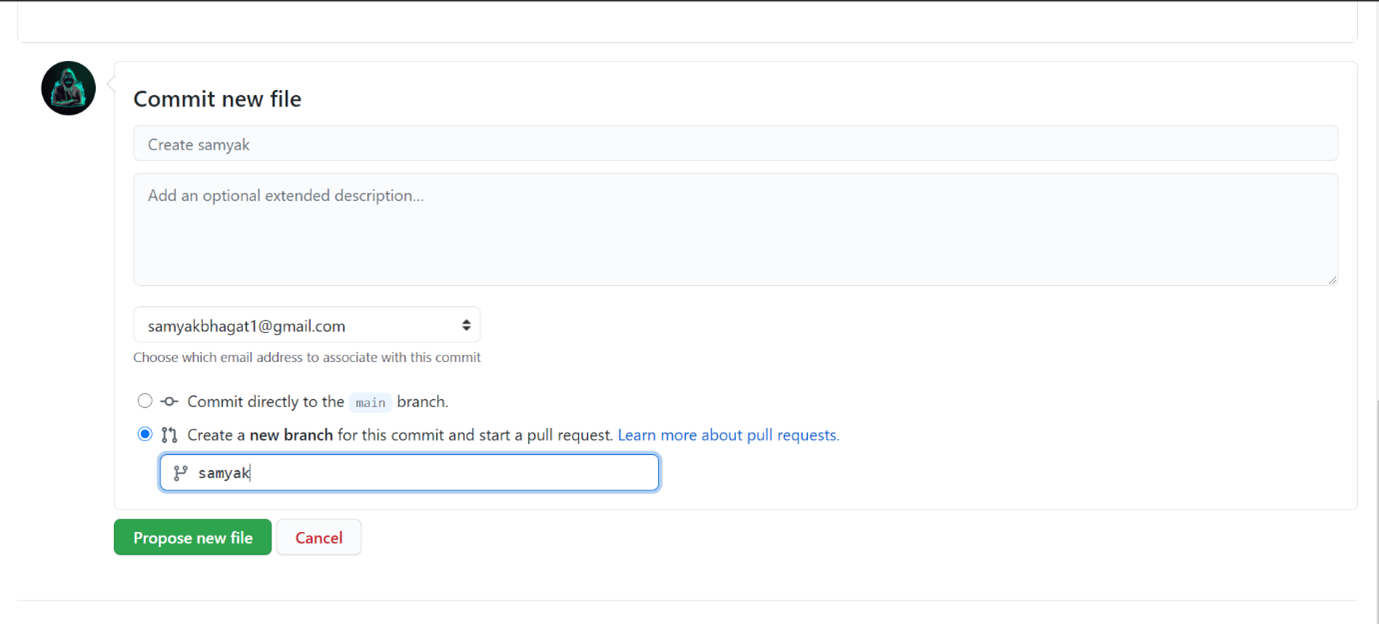 Commit new file
Create samyak
Add an optional extended description...
samyakbhagat1@gmail.com
Choose which email address to associate with this commit
Commit directly to the main branch.
Create a new branch for this commit and start a pull request. Learn more about pull requests.
samyak
Propose new file Cancel